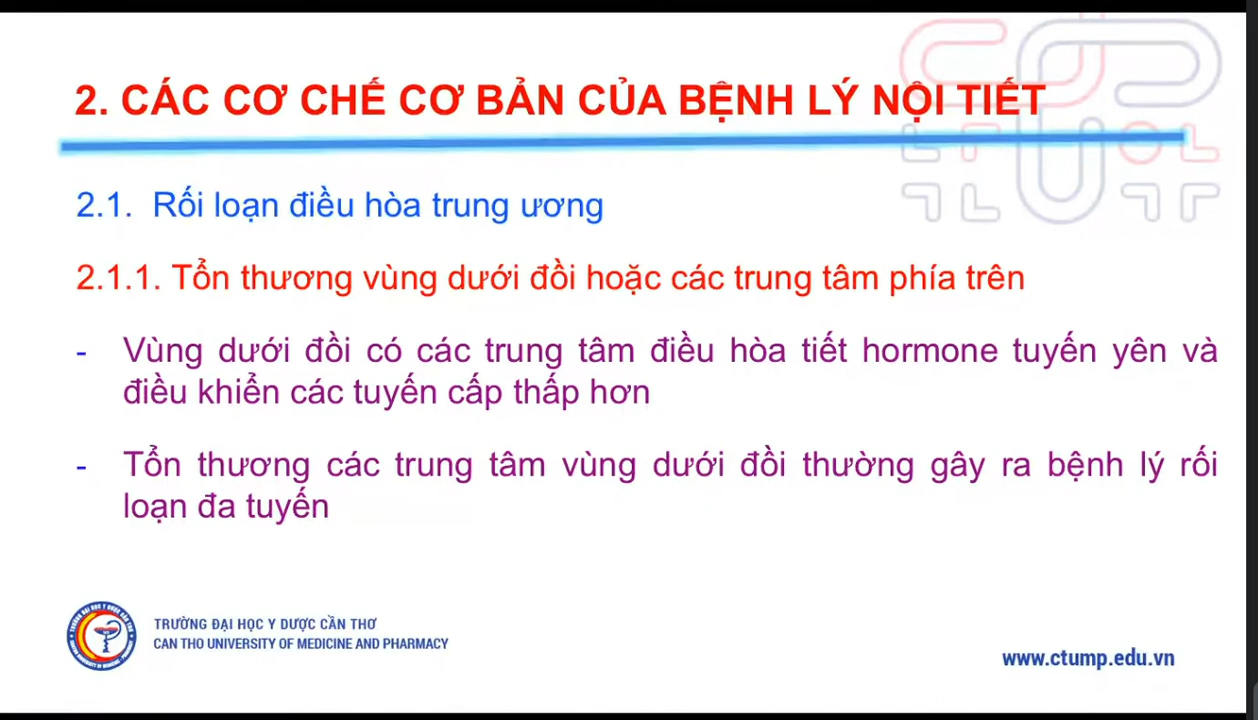 2. CÁC CƠ CHẾ CƠ BẢN CỦA BỆNH LÝ NỘI TIẾT
2.1. Rối loạn điều hòa trung ương
2.1.1. Tổn thương vùng dưới đồi hoặc các trung tâm phía trên
- Vùng dưới đồi có các trung tâm điều hòa tiết hormone tuyến yên và
điều khiển các tuyến cấp thấp hơn
- Tổn thương các trung tâm vùng dưới đồi thường gây ra bệnh lý rối
loạn đa tuyến
TRƯỜNG ĐẠI HỌC Y DƯỢC CẦN THƠ
CAN THO UNIVERSITY OF MEDICINE AND PHARMACY
www.ctump.edu.vn